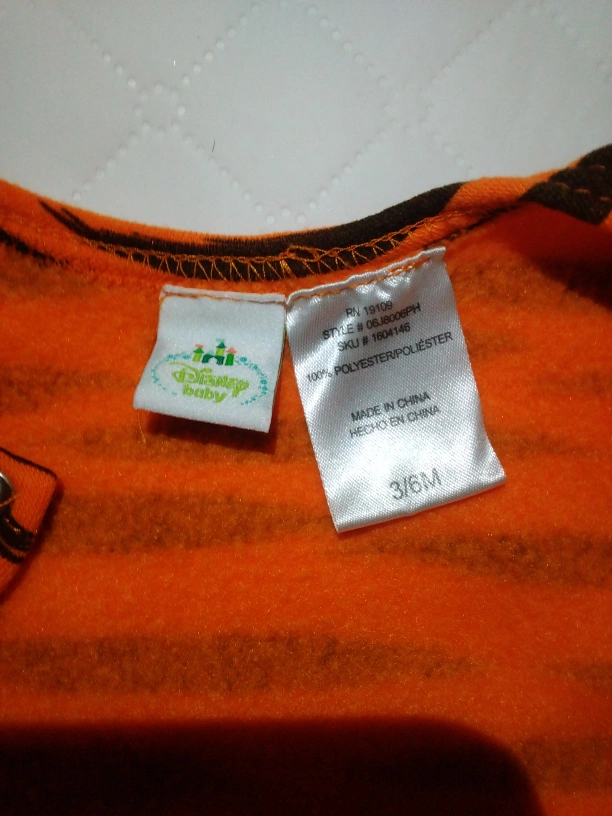 Disney
baby
RN 19109
STYLE # 06J8006PH
SKU # 1604146
100% POLYESTER/POLIÉSTER
MADE IN CHINA
HECHO EN CHINA
3/6M